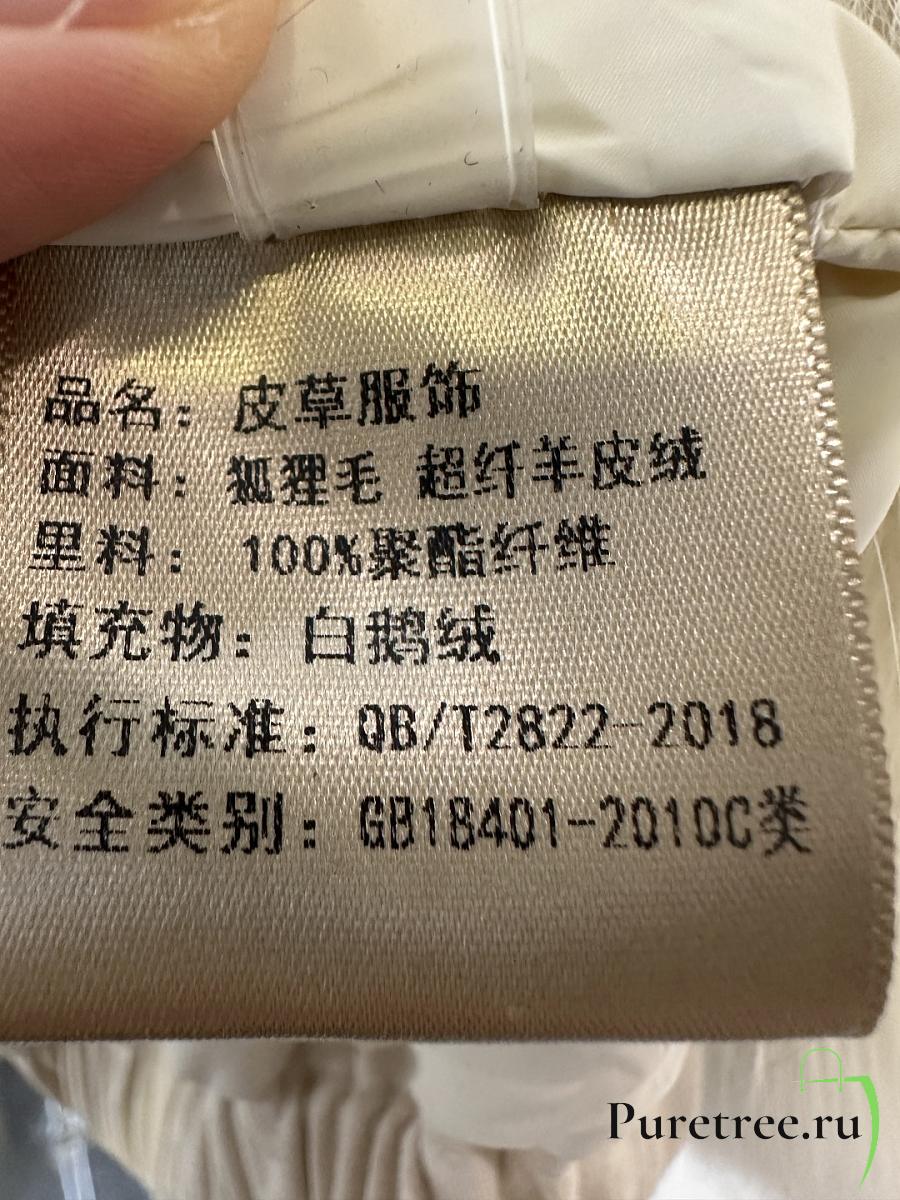 品名：皮草服饰
面料：狐狸毛 超纤羊皮绒
里料：100%聚酯纤维
填充物：白鹅绒
执行标准：QB/T2822-2018
安全类别：GB18401-2010C类
Puretree.ru